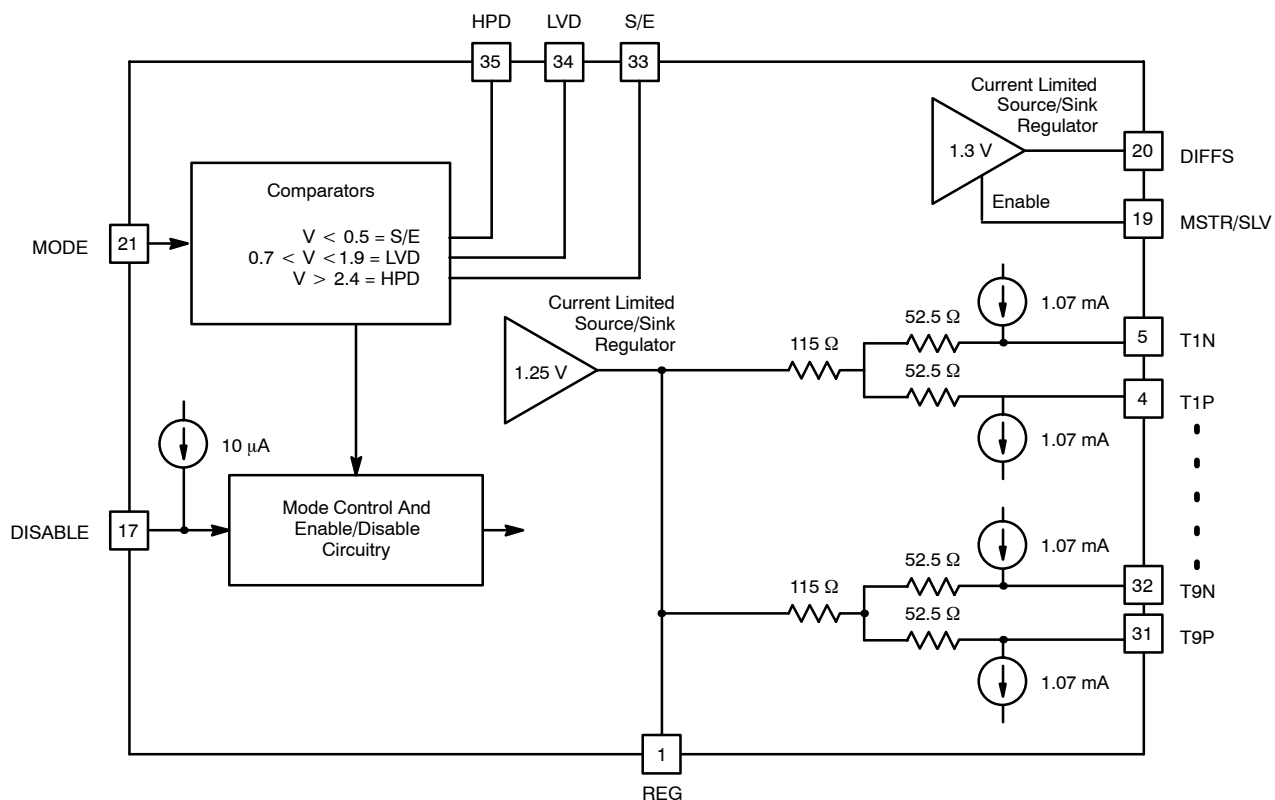 HPD
LVD
S/E
35
34
33
Current Limited
Source/Sink
Regulator
1.3 V
20
DIFFS
Enable
19
MSTR/SLV
Comparators
V < 0.5 = S/E
0.7 < V <1.9 = LVD
V > 2.4 = HPD
MODE
21
Current Limited
Source/Sink
Regulator
1.25 V
115 Ω
52.5 Ω
1.07 mA
5
T1N
52.5 Ω
4
T1P
1.07 mA
10 μA
DISABLE
17
Mode Control And
Enable/Disable
Circuitry
115 Ω
52.5 Ω
1.07 mA
32
T9N
52.5 Ω
31
T9P
1.07 mA
1
REG